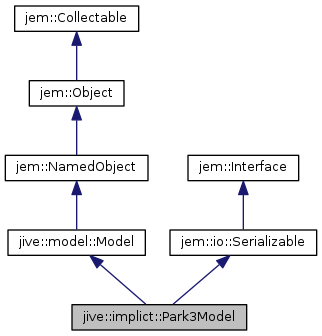 jem::Collectable
jem::Object
jem::NamedObject
jem::Interface
jive::model::Model
jem::io::Serializable
jive::implict::Park3Model